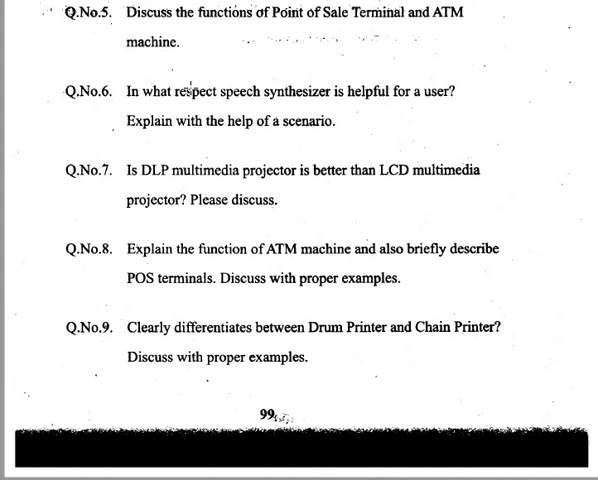 Q.No.5. Discuss the functions of Point of Sale Terminal and ATM
machine.
Q.No.6. In what respect speech synthesizer is helpful for a user?
Explain with the help of a scenario.
Q.No.7. Is DLP multimedia projector is better than LCD multimedia
projector? Please discuss.
Q.No.8. Explain the function of ATM machine and also briefly describe
POS terminals. Discuss with proper examples.
Q.No.9. Clearly differentiates between Drum Printer and Chain Printer?
Discuss with proper examples.
99